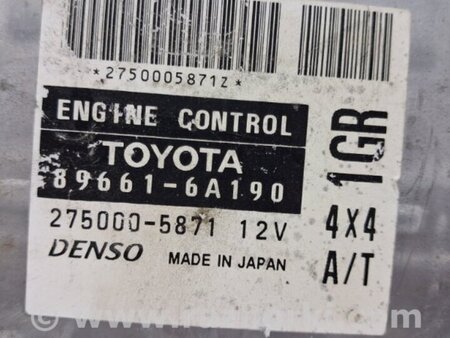 *2750005871Z*
ENGINE CONTROL
TOYOTA
89661-6A190
275000-5871 12V
DENSO MADE IN JAPAN
1GR
4X4
A/T